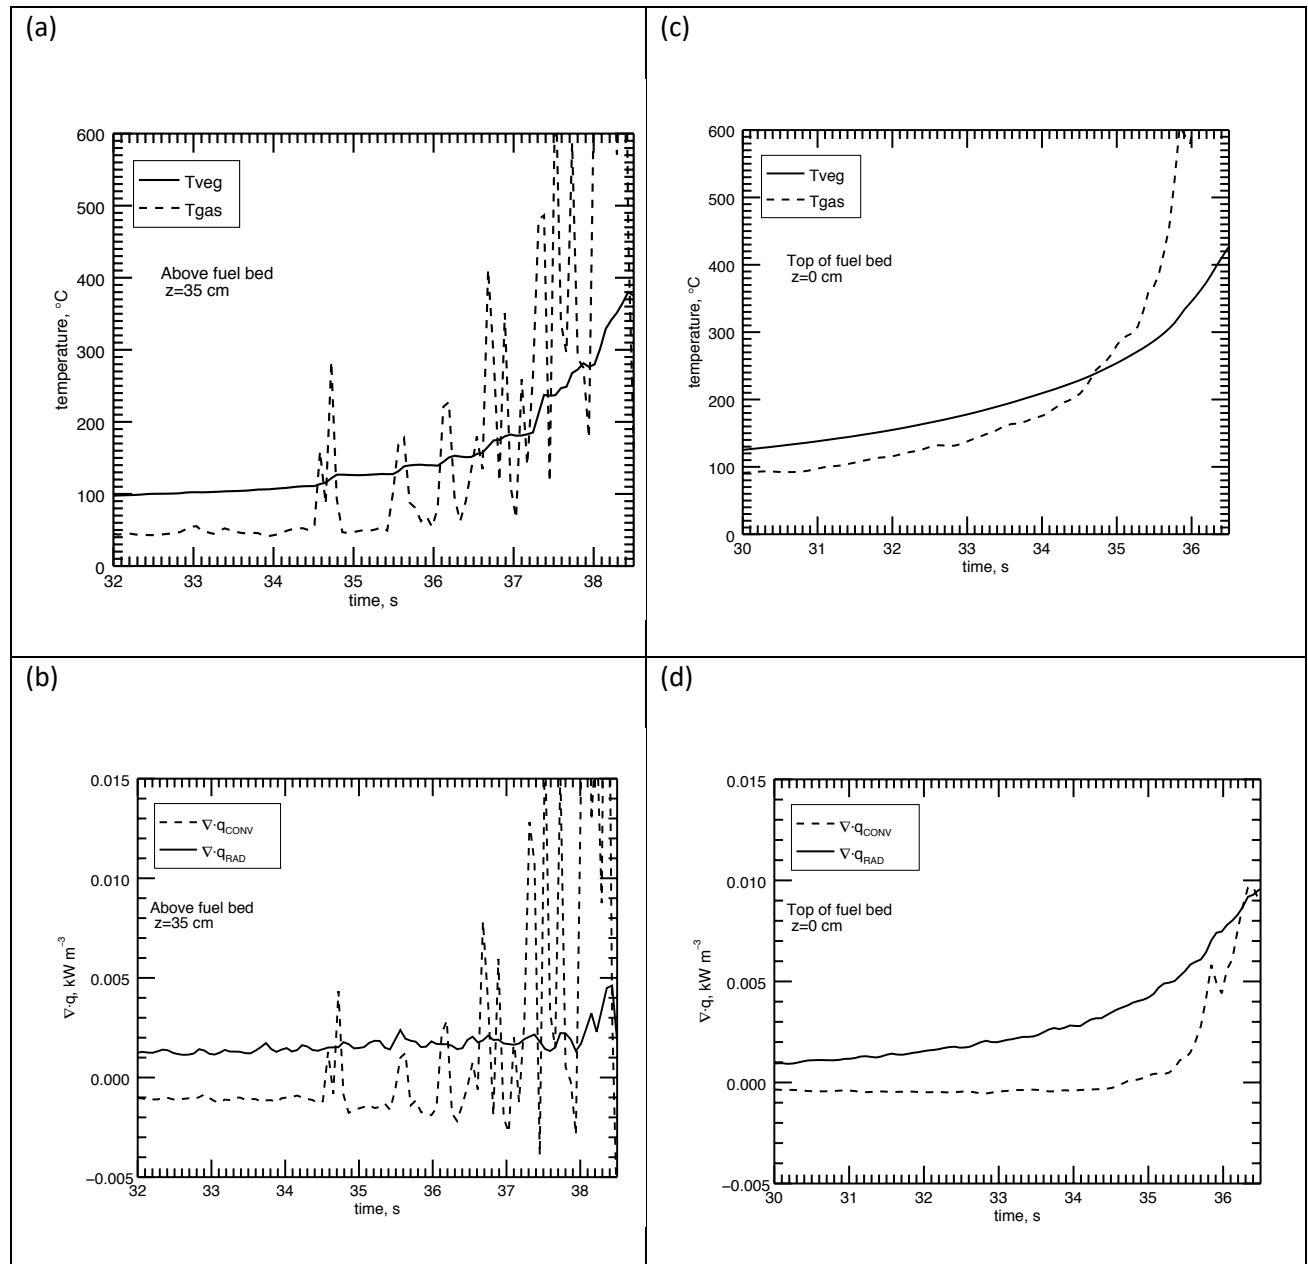 (a)
600
500
400
300
200
100
0
temperature, °C
Tveg
Tgas
Above fuel bed
z=35 cm
32 33 34 35 36 37 38
time, s
(c)
600
500
400
300
200
100
0
temperature, °C
Tveg
Tgas
Top of fuel bed
z=0 cm
30 31 32 33 34 35 36
time, s
(b)
0.015
0.010
0.005
0.000
−0.005
∇·q, kW m⁻³
∇·qCONV
∇·qRAD
Above fuel bed
z=35 cm
32 33 34 35 36 37 38
time, s
(d)
0.015
0.010
0.005
0.000
−0.005
∇·q, kW m⁻³
∇·qCONV
∇·qRAD
Top of fuel bed
z=0 cm
30 31 32 33 34 35 36
time, s